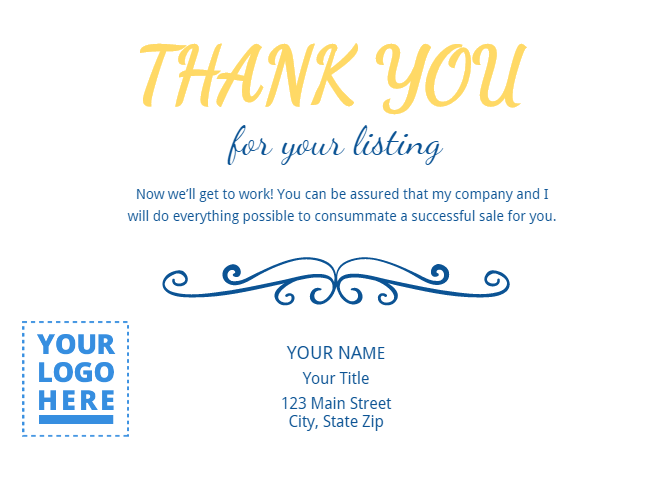 THANK YOU
for your listing
Now we'll get to work! You can be assured that my company and I
will do everything possible to consummate a successful sale for you.
YOUR
LOGO
HERE
YOUR NAME
Your Title
123 Main Street
City, State Zip